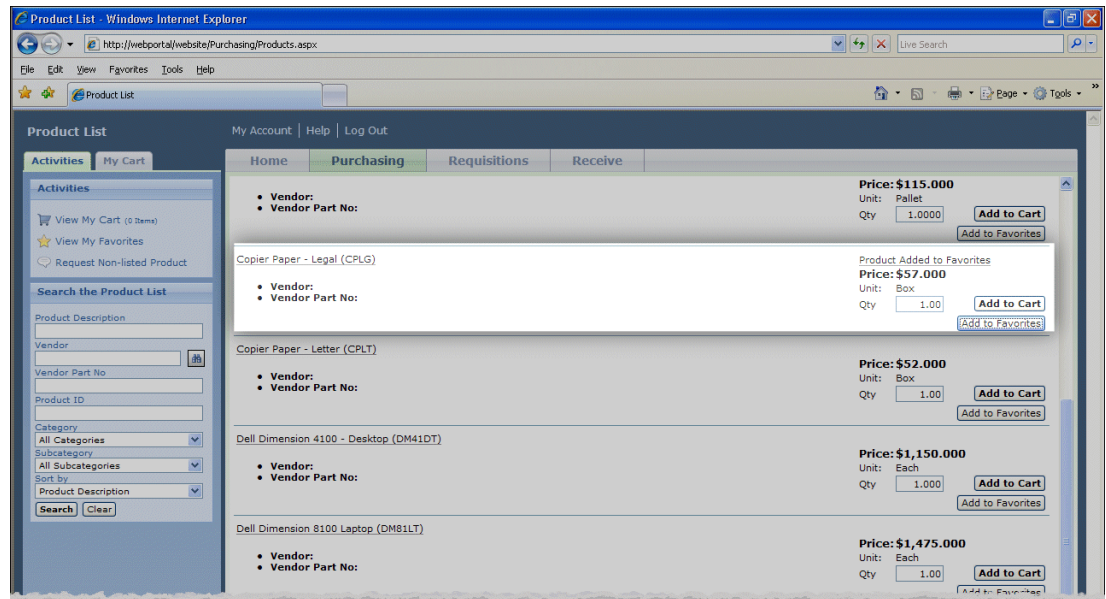 Product List - Windows Internet Explorer
http://webportal/website/Purchasing/Products.aspx
Live Search
File Edit View Favorites Tools Help
Product List
Page Tools »
Product List
My Account | Help | Log Out
Activities My Cart
Home Purchasing Requisitions Receive
Activities
View My Cart (0 Items)
View My Favorites
Request Non-listed Product
Search the Product List
Product Description
Vendor
Vendor Part No
Product ID
Category
All Categories
Subcategory
All Subcategories
Sort by
Product Description
Search Clear
• Vendor:
• Vendor Part No:
Price: $115.000
Unit: Pallet
Qty 1.0000 Add to Cart
Add to Favorites
Copier Paper - Legal (CPLG)
• Vendor:
• Vendor Part No:
Product Added to Favorites
Price: $57.000
Unit: Box
Qty 1.00 Add to Cart
Add to Favorites
Copier Paper - Letter (CPLT)
• Vendor:
• Vendor Part No:
Price: $52.000
Unit: Box
Qty 1.00 Add to Cart
Add to Favorites
Dell Dimension 4100 - Desktop (DM41DT)
• Vendor:
• Vendor Part No:
Price: $1,150.000
Unit: Each
Qty 1.000 Add to Cart
Add to Favorites
Dell Dimension 8100 Laptop (DM81LT)
• Vendor:
• Vendor Part No:
Price: $1,475.000
Unit: Each
Qty 1.00 Add to Cart
Add to Favorites